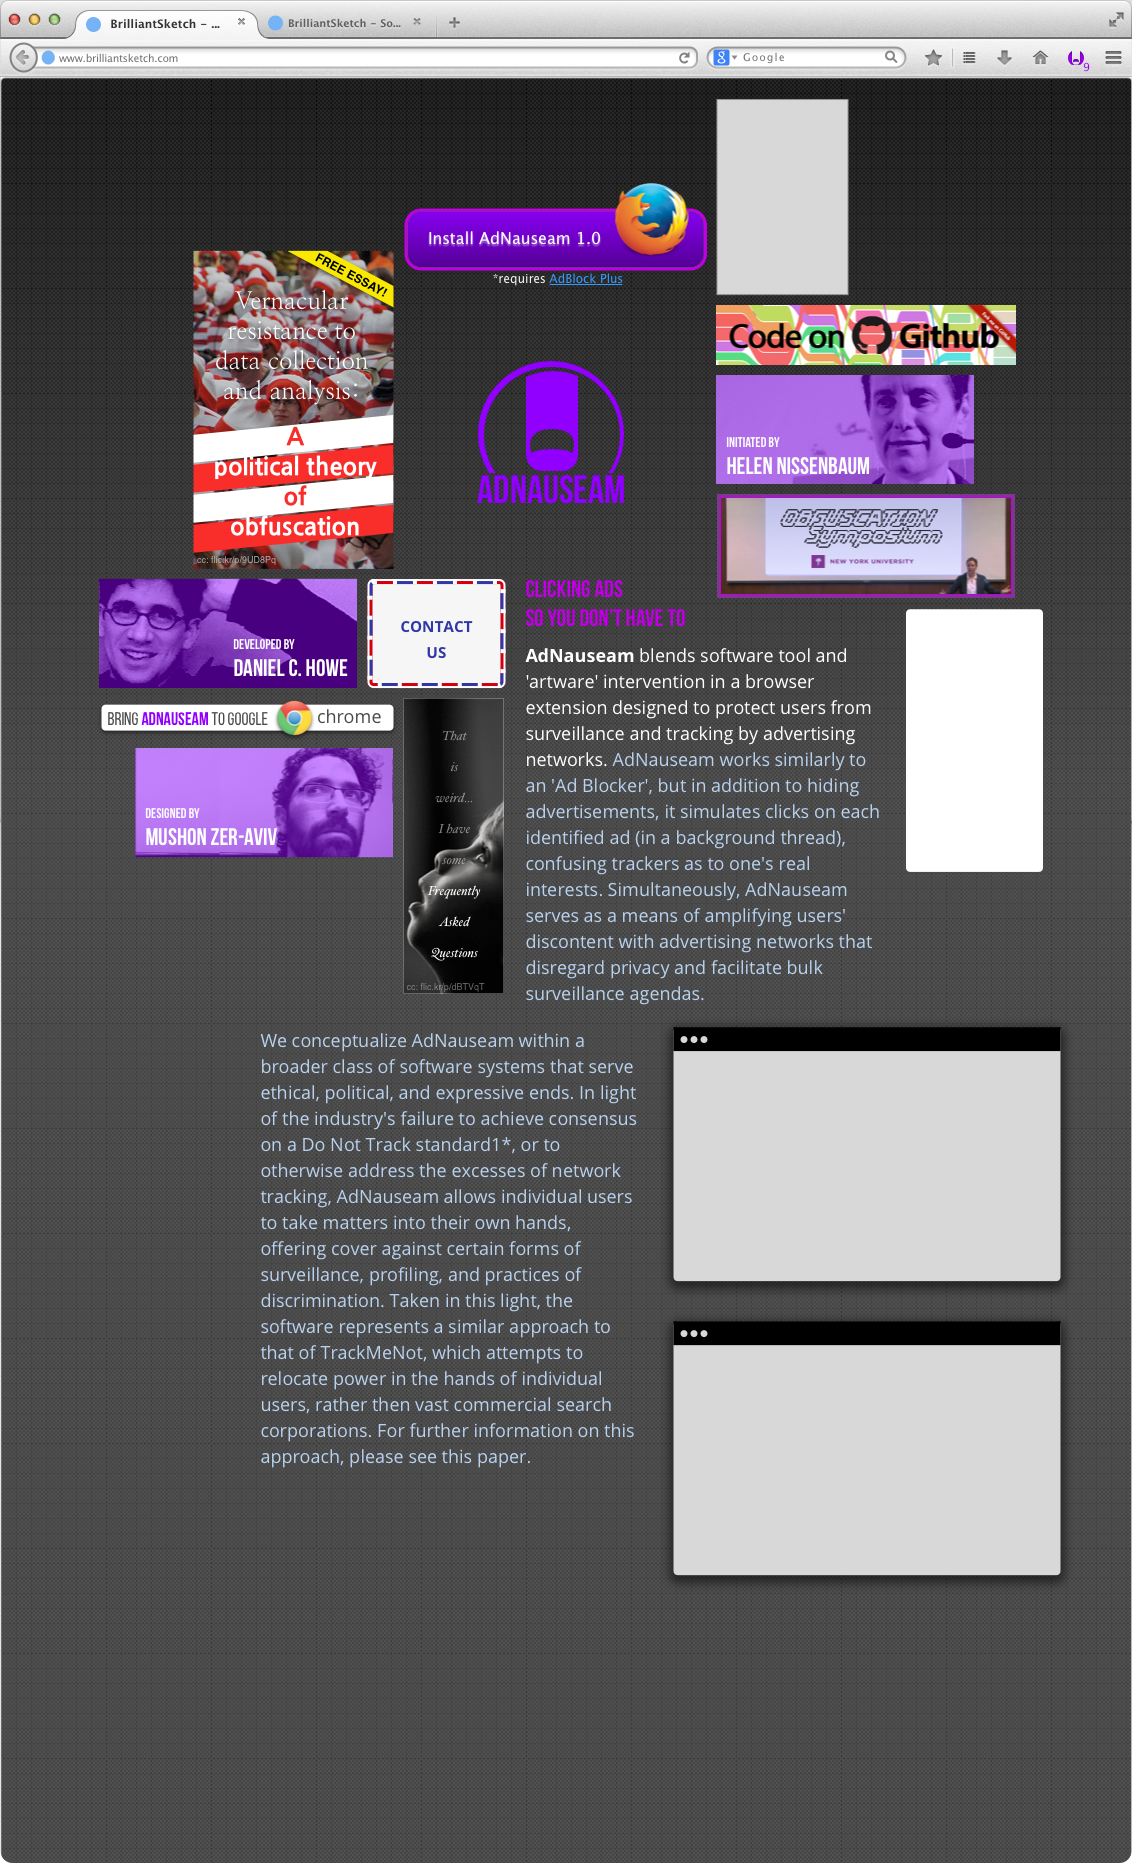 BrilliantSketch – ...
BrilliantSketch – So...
www.brilliantsketch.com
Google
9
Install AdNauseam 1.0
*requires AdBlock Plus
FREE ESSAY!
Vernacular
resistance to
data collection
and analysis:
A
political theory
of
obfuscation
cc: flic.kr/p/9UD8Pq
Code on Github
ADNAUSEAM
INITIATED BY
HELEN NISSENBAUM
OBFUSCATION
Symposium
NEW YORK UNIVERSITY
DEVELOPED BY
DANIEL C. HOWE
CONTACT
US
BRING ADNAUSEAM TO GOOGLE chrome
DESIGNED BY
MUSHON ZER-AVIV
That
is
weird...
I have
some
Frequently
Asked
Questions
cc: flic.kr/p/dBTVqT
CLICKING ADS
SO YOU DON'T HAVE TO
AdNauseam blends software tool and
'artware' intervention in a browser
extension designed to protect users from
surveillance and tracking by advertising
networks. AdNauseam works similarly to
an 'Ad Blocker', but in addition to hiding
advertisements, it simulates clicks on each
identified ad (in a background thread),
confusing trackers as to one's real
interests. Simultaneously, AdNauseam
serves as a means of amplifying users'
discontent with advertising networks that
disregard privacy and facilitate bulk
surveillance agendas.
We conceptualize AdNauseam within a
broader class of software systems that serve
ethical, political, and expressive ends. In light
of the industry's failure to achieve consensus
on a Do Not Track standard1*, or to
otherwise address the excesses of network
tracking, AdNauseam allows individual users
to take matters into their own hands,
offering cover against certain forms of
surveillance, profiling, and practices of
discrimination. Taken in this light, the
software represents a similar approach to
that of TrackMeNot, which attempts to
relocate power in the hands of individual
users, rather then vast commercial search
corporations. For further information on this
approach, please see this paper.